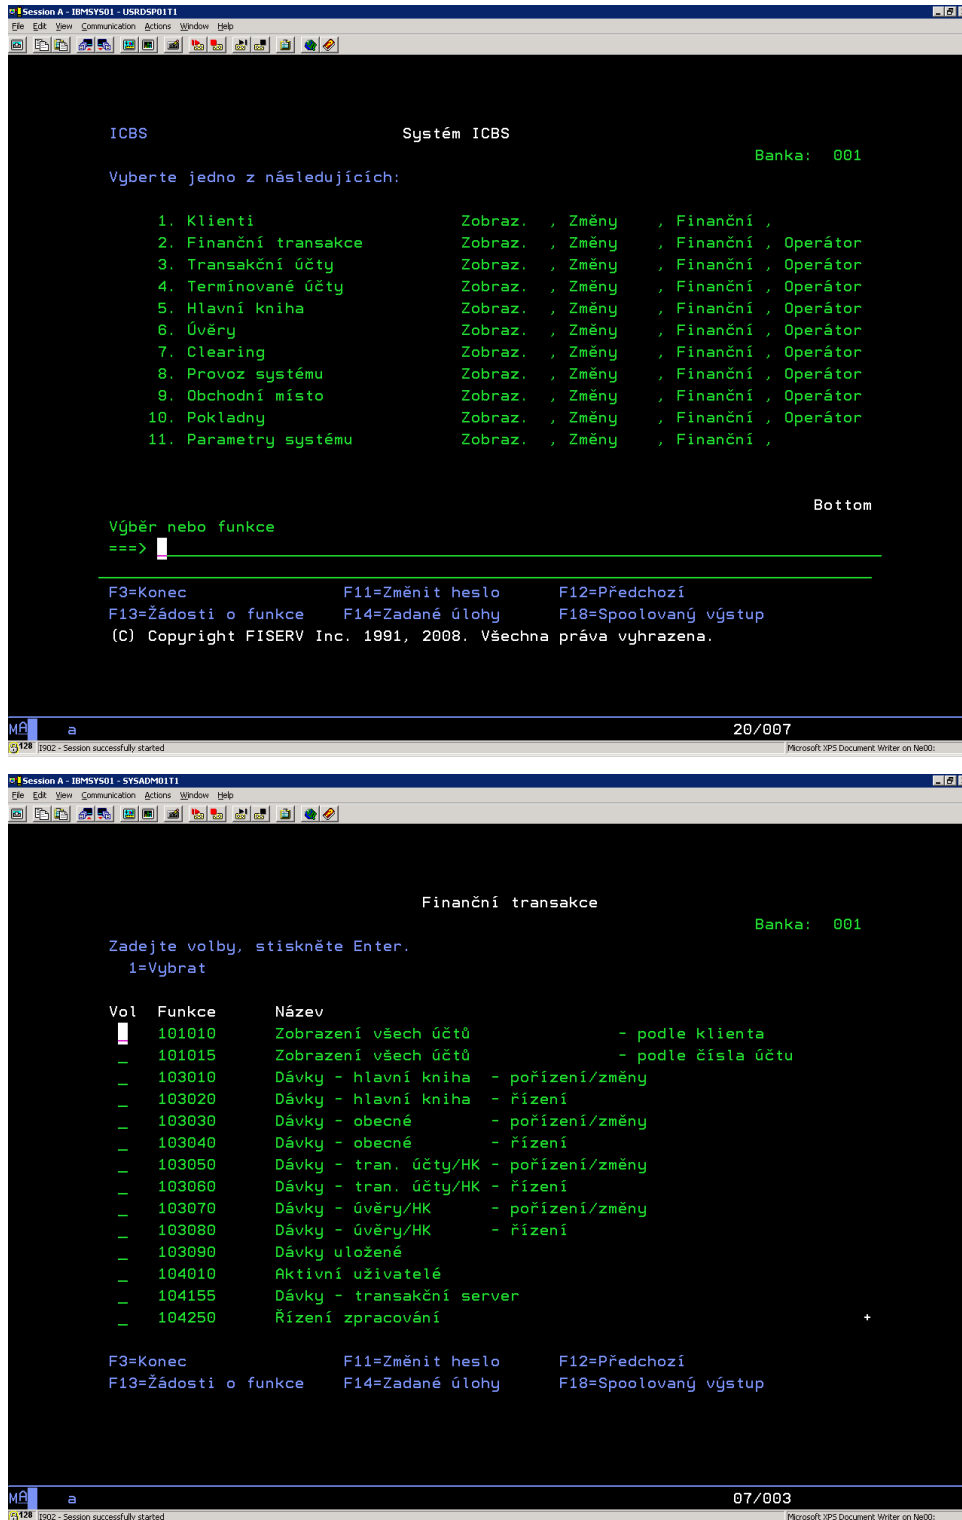 Session A - IBMSYS01 - USRDSP01T1
File Edit View Communication Actions Window Help
ICBS Systém ICBS
Banka: 001
Vyberte jedno z následujících:
1. Klienti Zobraz. , Změny , Finanční ,
2. Finanční transakce Zobraz. , Změny , Finanční , Operátor
3. Transakční účty Zobraz. , Změny , Finanční , Operátor
4. Termínované účty Zobraz. , Změny , Finanční , Operátor
5. Hlavní kniha Zobraz. , Změny , Finanční , Operátor
6. Úvěry Zobraz. , Změny , Finanční , Operátor
7. Clearing Zobraz. , Změny , Finanční , Operátor
8. Provoz systému Zobraz. , Změny , Finanční , Operátor
9. Obchodní místo Zobraz. , Změny , Finanční , Operátor
10. Pokladny Zobraz. , Změny , Finanční , Operátor
11. Parametry systému Zobraz. , Změny , Finanční ,
Bottom
Výběr nebo funkce
===>
F3=Konec F11=Změnit heslo F12=Předchozí
F13=Žádosti o funkce F14=Zadané úlohy F18=Spoolovaný výstup
(C) Copyright FISERV Inc. 1991, 2008. Všechna práva vyhrazena.
MA a 20/007
128 I902 - Session successfully started Microsoft XPS Document Writer on Ne00:
Session A - IBMSYS01 - SYSADM01T1
File Edit View Communication Actions Window Help
Finanční transakce
Banka: 001
Zadejte volby, stiskněte Enter.
1=Vybrat
Vol Funkce Název
101010 Zobrazení všech účtů - podle klienta
101015 Zobrazení všech účtů - podle čísla účtu
103010 Dávky - hlavní kniha - pořízení/změny
103020 Dávky - hlavní kniha - řízení
103030 Dávky - obecné - pořízení/změny
103040 Dávky - obecné - řízení
103050 Dávky - tran. účty/HK - pořízení/změny
103060 Dávky - tran. účty/HK - řízení
103070 Dávky - úvěry/HK - pořízení/změny
103080 Dávky - úvěry/HK - řízení
103090 Dávky uložené
104010 Aktivní uživatelé
104155 Dávky - transakční server
104250 Řízení zpracování +
F3=Konec F11=Změnit heslo F12=Předchozí
F13=Žádosti o funkce F14=Zadané úlohy F18=Spoolovaný výstup
MA a 07/003
128 I902 - Session successfully started Microsoft XPS Document Writer on Ne00: